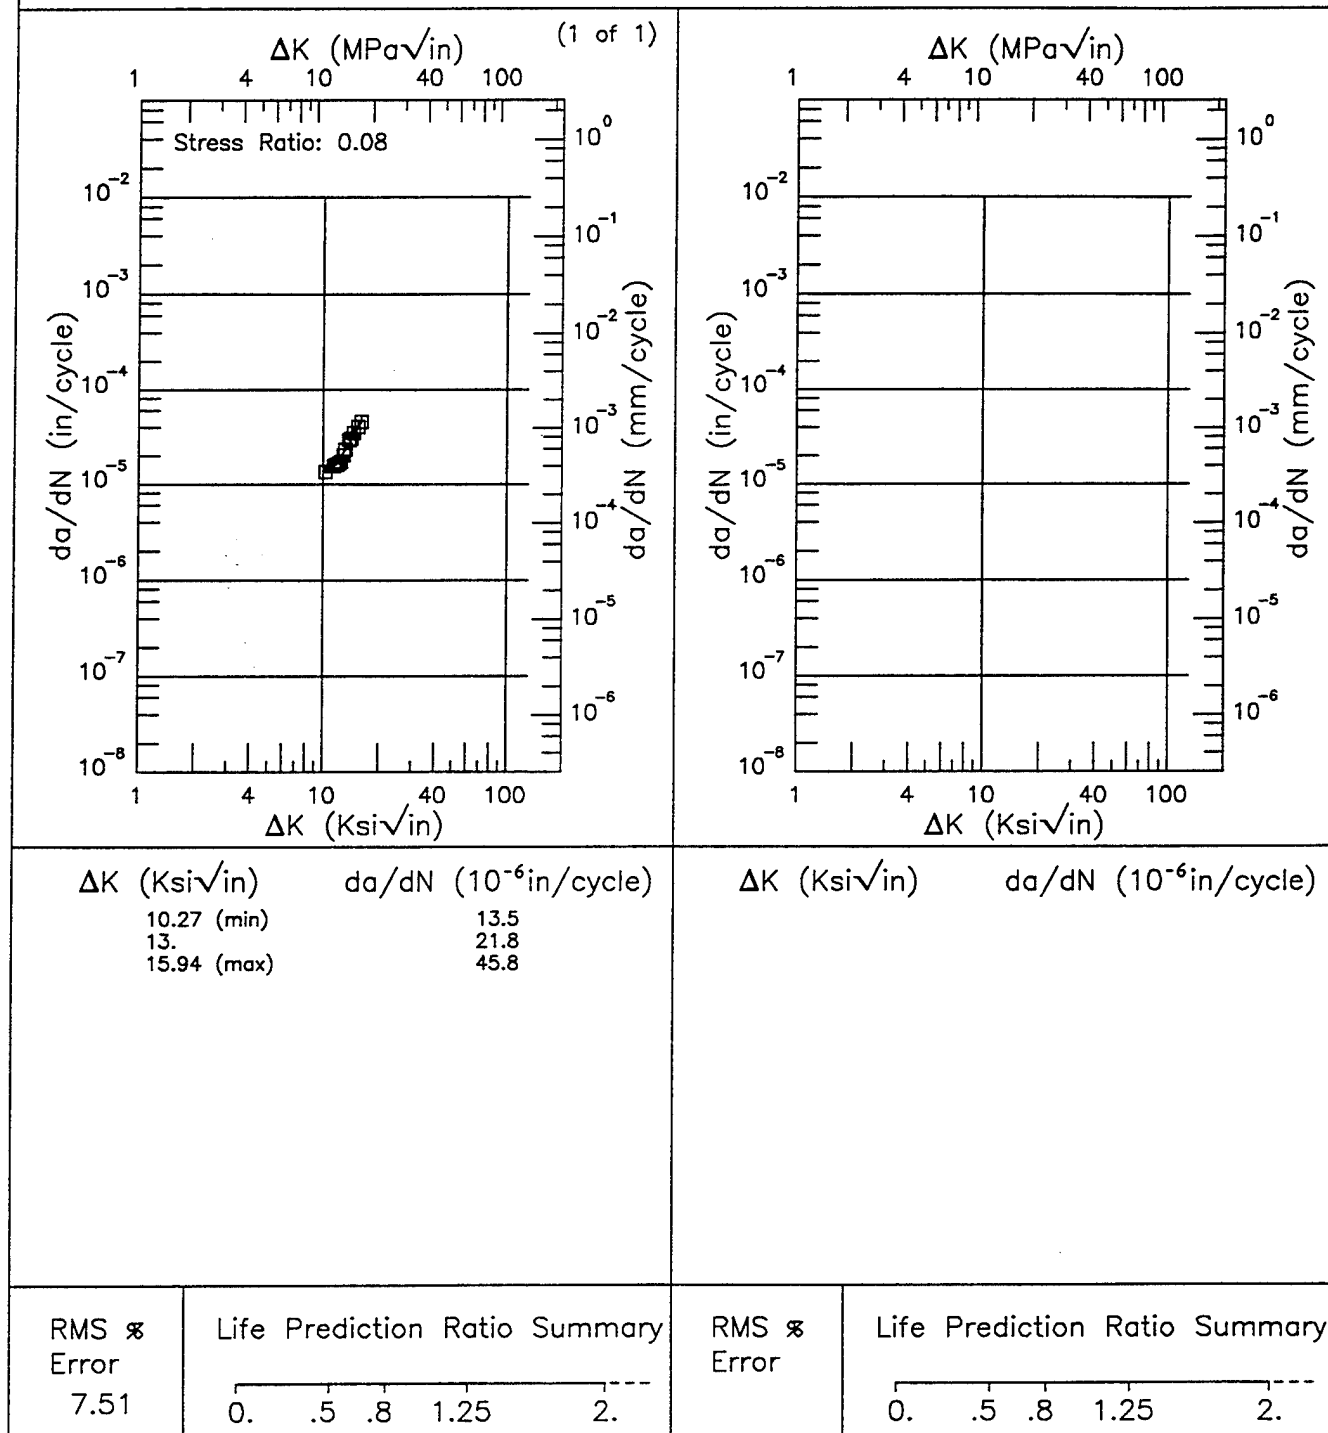 (1 of 1)
ΔK (MPa√in)
1 4 10 40 100
Stress Ratio: 0.08
10⁰
10⁻²
10⁻¹
10⁻³
10⁻²
10⁻⁴
10⁻³
10⁻⁵
10⁻⁴
10⁻⁶
10⁻⁵
10⁻⁷
10⁻⁶
10⁻⁸
da/dN (in/cycle)
da/dN (mm/cycle)
1 4 10 40 100
ΔK (Ksi√in)
ΔK (MPa√in)
1 4 10 40 100
10⁰
10⁻²
10⁻¹
10⁻³
10⁻²
10⁻⁴
10⁻³
10⁻⁵
10⁻⁴
10⁻⁶
10⁻⁵
10⁻⁷
10⁻⁶
10⁻⁸
da/dN (in/cycle)
da/dN (mm/cycle)
1 4 10 40 100
ΔK (Ksi√in)
ΔK (Ksi√in) da/dN (10⁻⁶in/cycle)
10.27 (min) 13.5
13. 21.8
15.94 (max) 45.8
ΔK (Ksi√in) da/dN (10⁻⁶in/cycle)
RMS %
Error
7.51
Life Prediction Ratio Summary
0. .5 .8 1.25 2.
RMS %
Error
Life Prediction Ratio Summary
0. .5 .8 1.25 2.